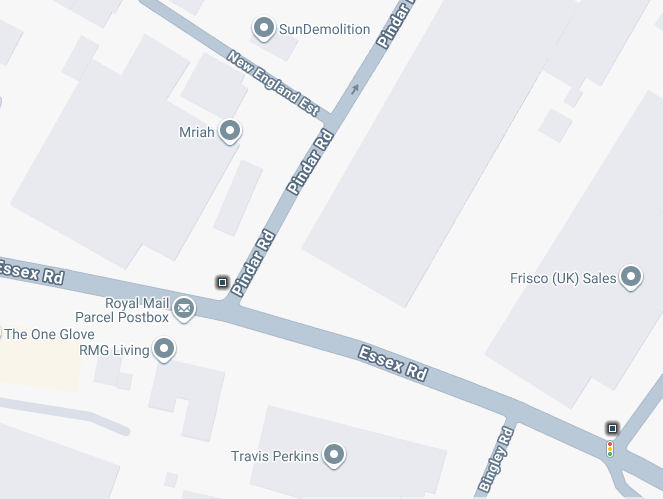 SunDemolition
Pindar R
New England Est
Mriah
Pindar Rd
Pindar Rd
Essex Rd
Frisco (UK) Sales
Royal Mail
Parcel Postbox
The One Glove
RMG Living
Essex Rd
Travis Perkins
Bingley Rd